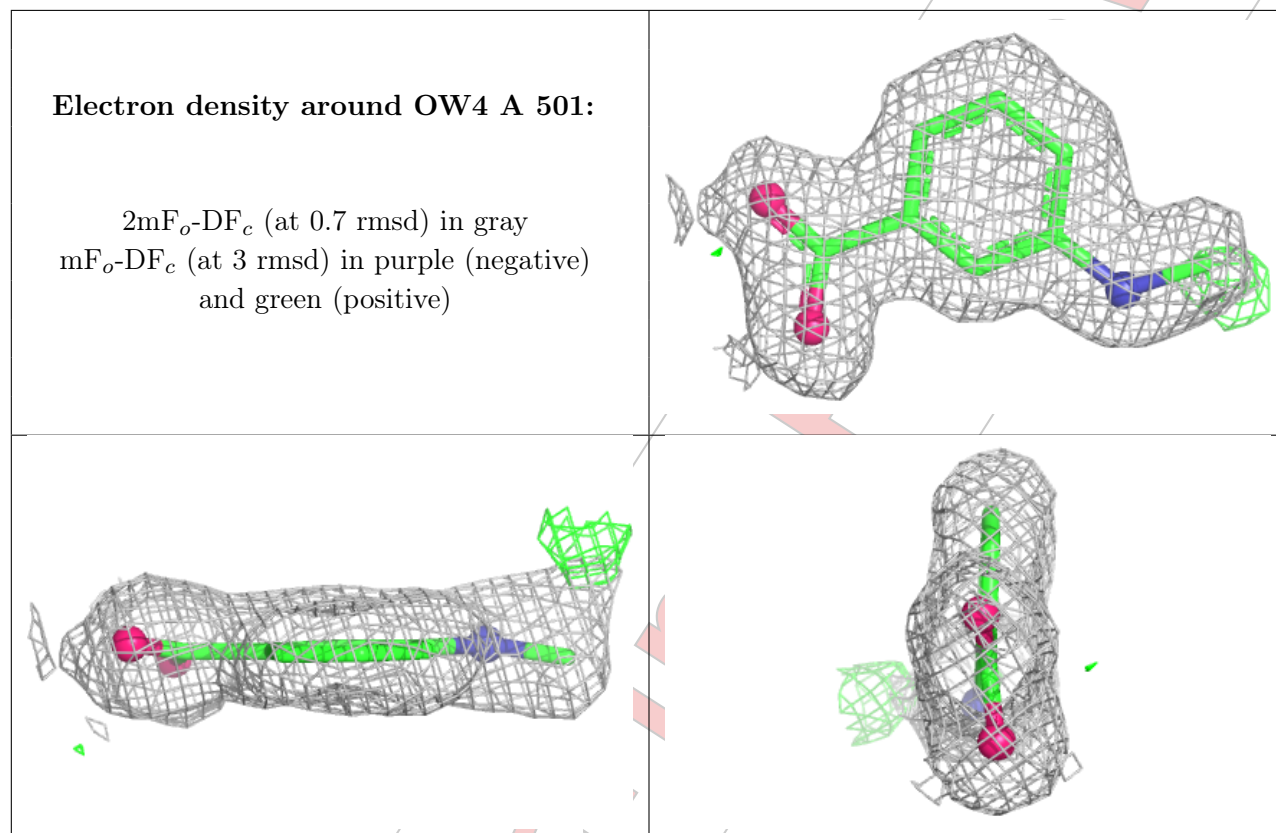 Electron density around OW4 A 501:
2mFo-DFc (at 0.7 rmsd) in gray
mFo-DFc (at 3 rmsd) in purple (negative)
and green (positive)